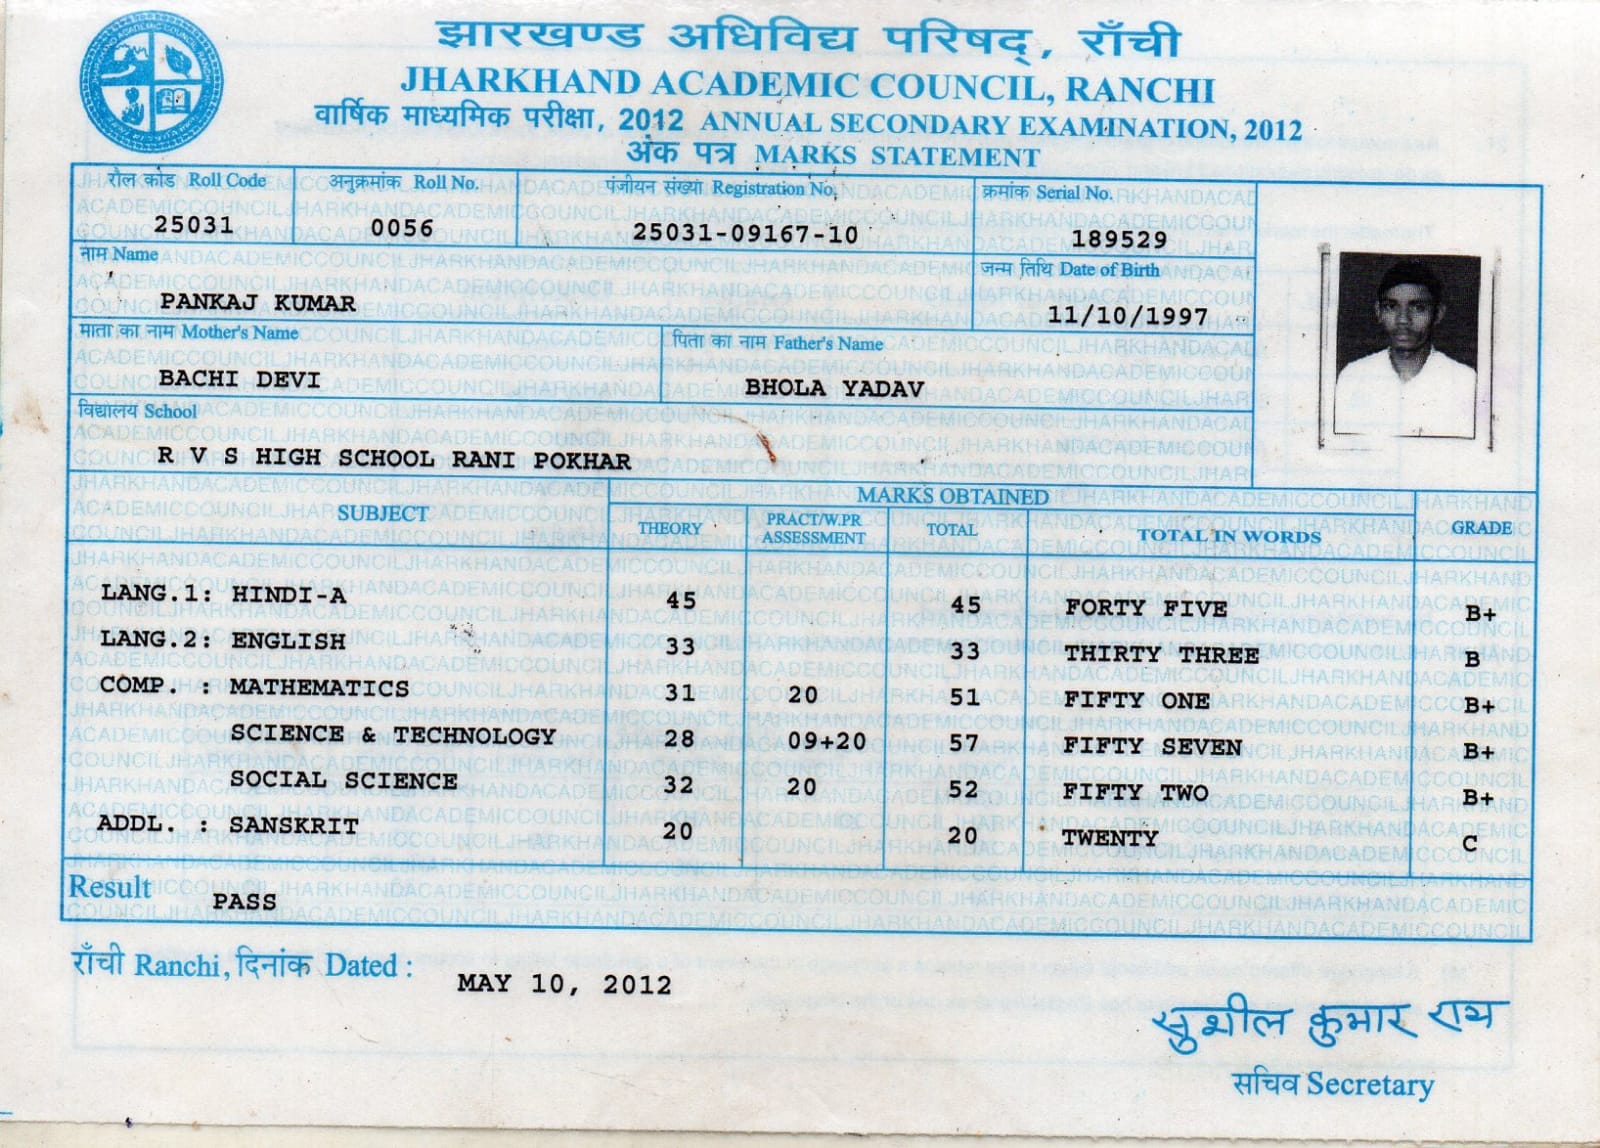 झारखण्ड अधिविद्य परिषद्, राँची
JHARKHAND ACADEMIC COUNCIL, RANCHI
वार्षिक माध्यमिक परीक्षा, 2012 ANNUAL SECONDARY EXAMINATION, 2012
अंक पत्र MARKS STATEMENT
रौल कोड Roll Code अनुक्रमांक Roll No. पंजीयन संख्या Registration No. क्रमांक Serial No.
25031 0056 25031-09167-10 189529
नाम Name जन्म तिथि Date of Birth
PANKAJ KUMAR 11/10/1997
माता का नाम Mother's Name पिता का नाम Father's Name
BACHI DEVI BHOLA YADAV
विद्यालय School
R V S HIGH SCHOOL RANI POKHAR
MARKS OBTAINED
SUBJECT THEORY PRACT/W.PR ASSESSMENT TOTAL TOTAL IN WORDS GRADE
LANG.1: HINDI-A 45 45 FORTY FIVE B+
LANG.2: ENGLISH 33 33 THIRTY THREE B
COMP. : MATHEMATICS 31 20 51 FIFTY ONE B+
SCIENCE & TECHNOLOGY 28 09+20 57 FIFTY SEVEN B+
SOCIAL SCIENCE 32 20 52 FIFTY TWO B+
ADDL. : SANSKRIT 20 20 TWENTY C
Result PASS
राँची Ranchi, दिनांक Dated : MAY 10, 2012
सुशील कुमार राय
सचिव Secretary